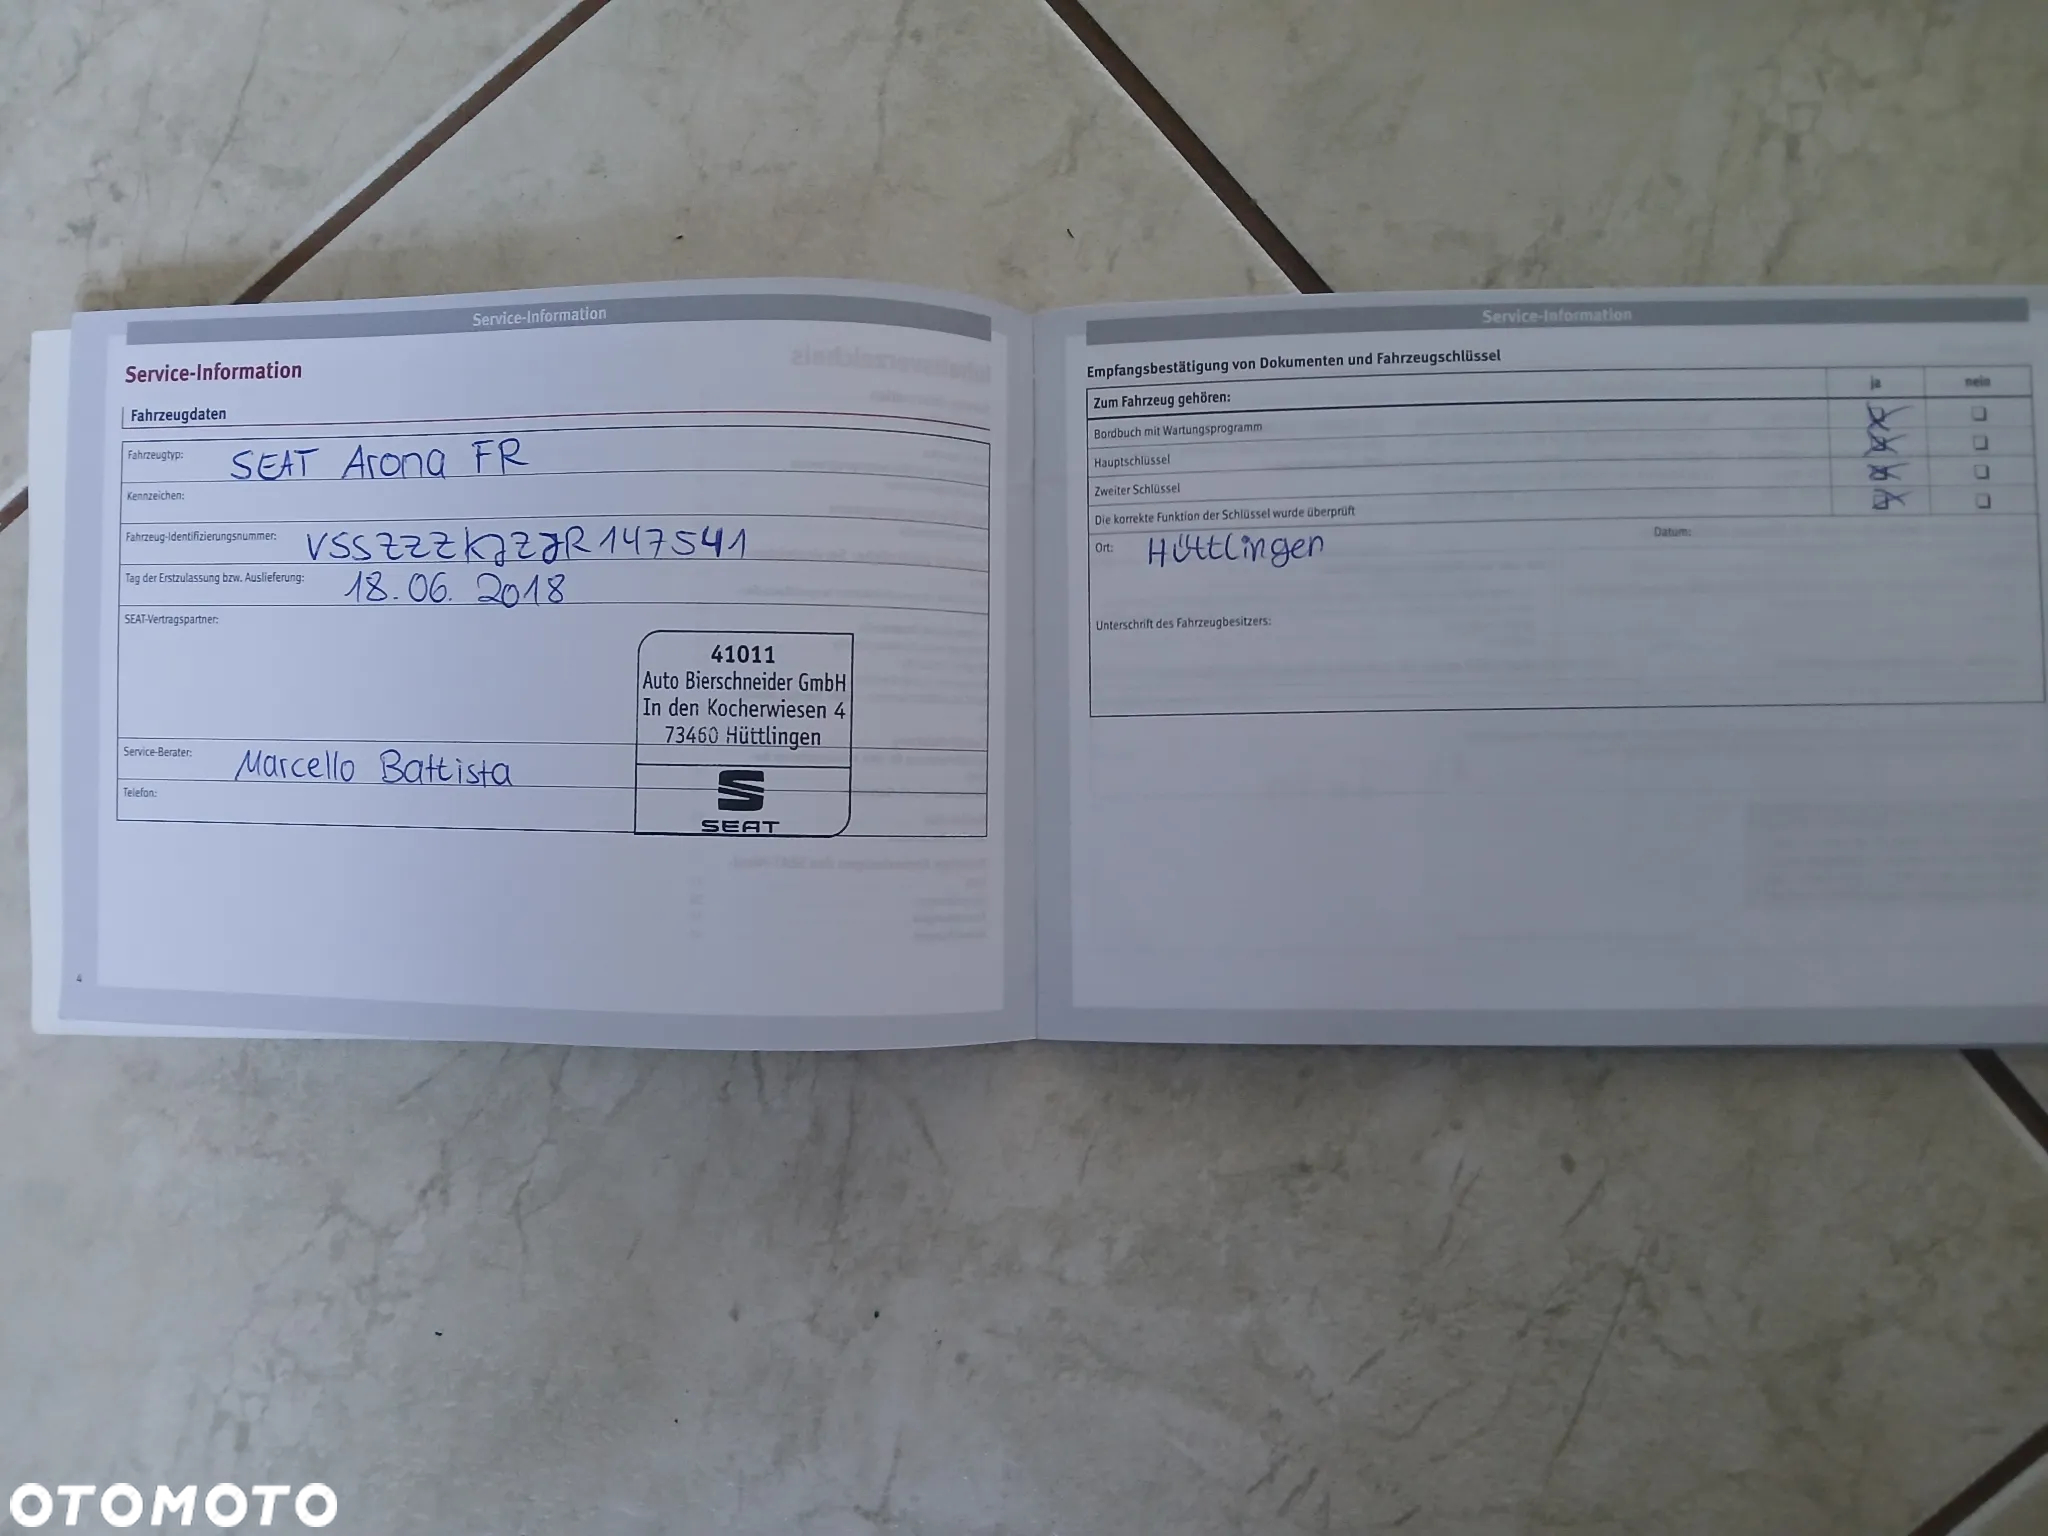 Service-Information
Service-Information
Fahrzeugdaten
Fahrzeugtyp: SEAT Arona FR
Kennzeichen:
Fahrzeug-Identifizierungsnummer: VSSZZZKJZJR147541
Tag der Erstzulassung bzw. Auslieferung: 18.06.2018
SEAT-Vertragspartner:
41011
Auto Bierschneider GmbH
In den Kocherwiesen 4
73460 Hüttlingen
SEAT
Service-Berater: Marcello Battista
Telefon:
4
Service-Information
Empfangsbestätigung von Dokumenten und Fahrzeugschlüssel
Zum Fahrzeug gehören: ja nein
Bordbuch mit Wartungsprogramm
Hauptschlüssel
Zweiter Schlüssel
Die korrekte Funktion der Schlüssel wurde überprüft
Ort: Hüttlingen Datum:
Unterschrift des Fahrzeugbesitzers:
OTOMOTO